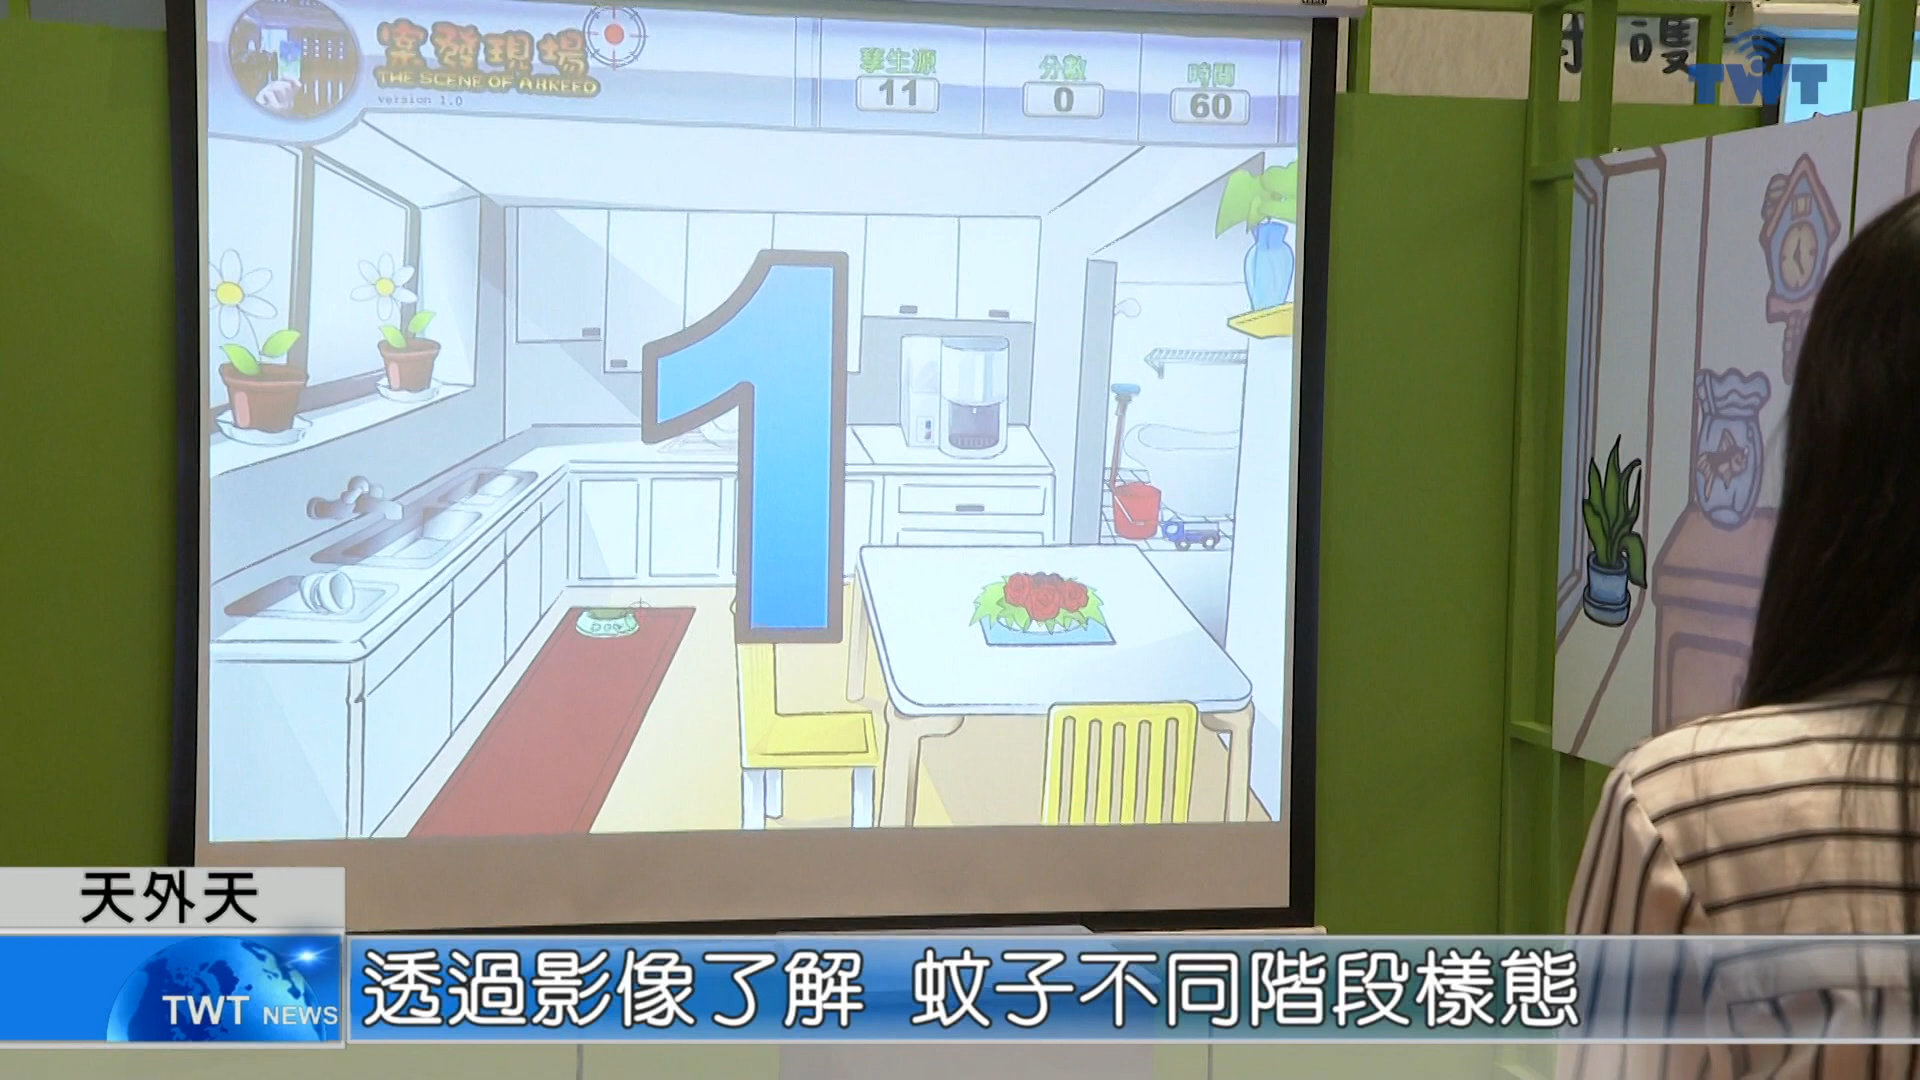 案發現場
THE SCENE OF A BREED
version 1.0
孳生源
11
分數
0
時間
60
護
TWT
1
天外天
TWT NEWS
透過影像了解 蚊子不同階段樣態